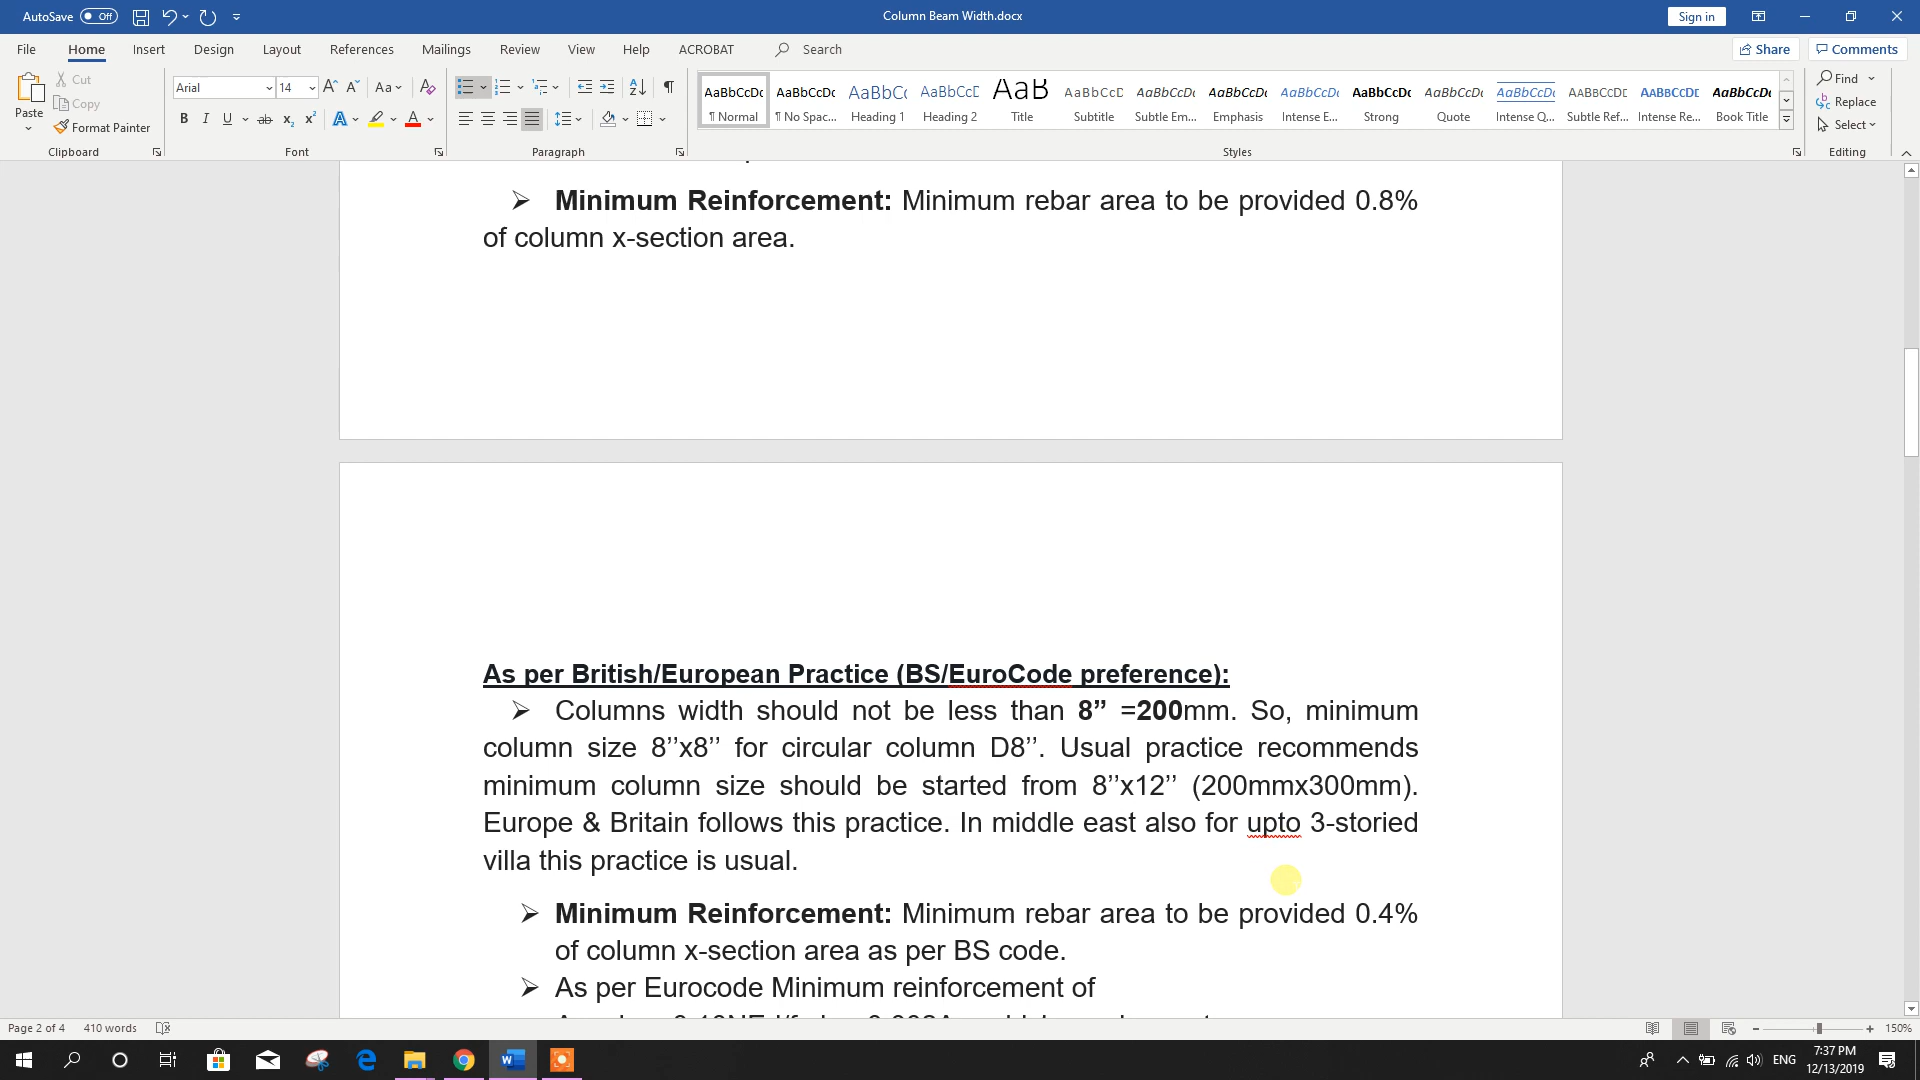 AutoSave Off
Column Beam Width.docx
Sign in
File Home Insert Design Layout References Mailings Review View Help ACROBAT Search
Share Comments
Paste
Cut
Copy
Format Painter
Clipboard
Arial 14
Font
Paragraph
AaBbCcDc AaBbCcDc AaBbC( AaBbCcE AaB AaBbCcD AaBbCcDc AaBbCcDc AaBbCcDc AaBbCcDc AaBbCcDc AaBbCcDc AABBCCDE AABBCCDE AaBbCcDc
¶ Normal ¶ No Spac... Heading 1 Heading 2 Title Subtitle Subtle Em... Emphasis Intense E... Strong Quote Intense Q... Subtle Ref... Intense Re... Book Title
Styles
Find
Replace
Select
Editing
➢ Minimum Reinforcement: Minimum rebar area to be provided 0.8%
of column x-section area.
As per British/European Practice (BS/EuroCode preference):
➢ Columns width should not be less than 8” =200mm. So, minimum
column size 8’’x8’’ for circular column D8’’. Usual practice recommends
minimum column size should be started from 8’’x12’’ (200mmx300mm).
Europe & Britain follows this practice. In middle east also for upto 3-storied
villa this practice is usual.
➢ Minimum Reinforcement: Minimum rebar area to be provided 0.4%
of column x-section area as per BS code.
➢ As per Eurocode Minimum reinforcement of
Page 2 of 4 410 words
150%
ENG
7:37 PM
12/13/2019